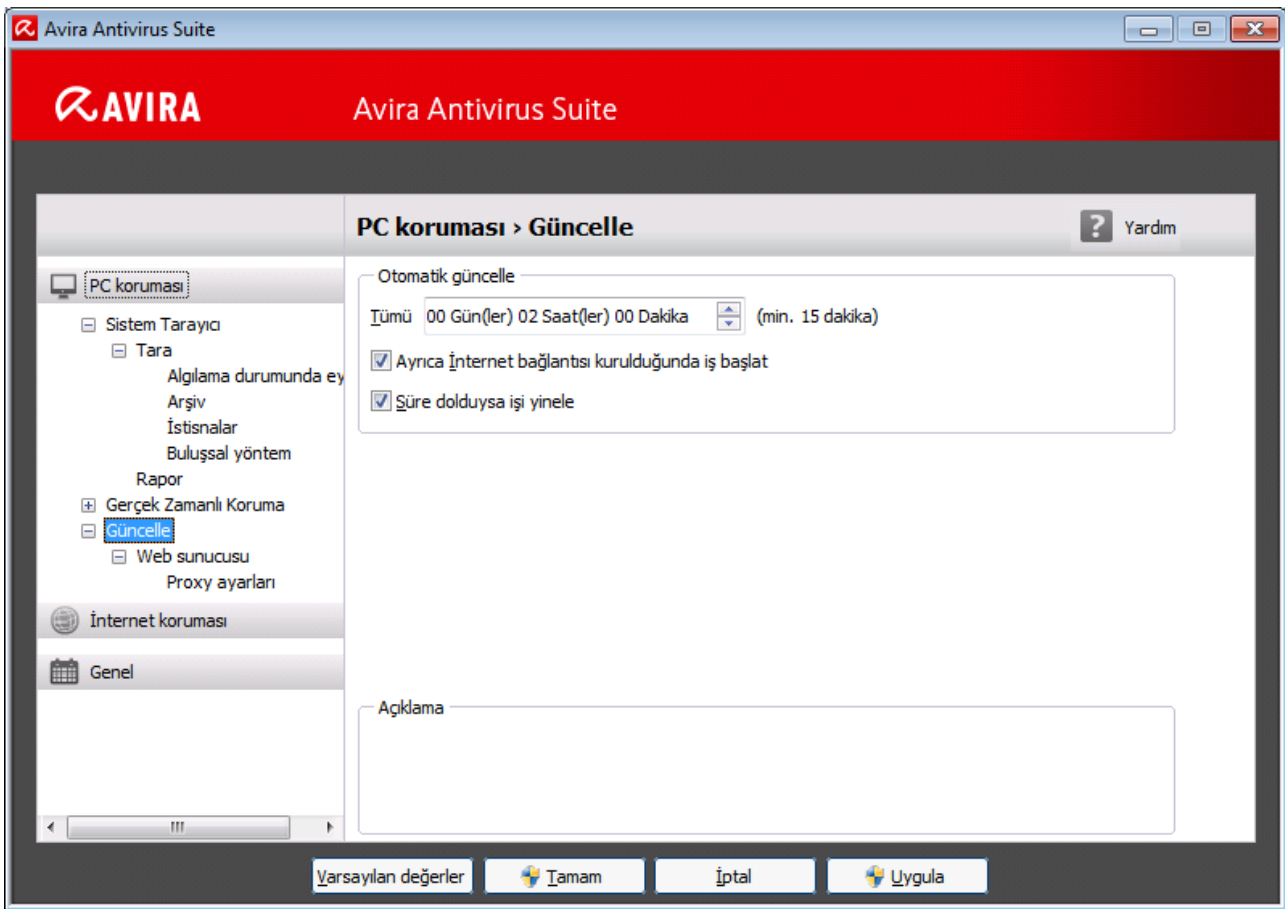 Avira Antivirus Suite
AVIRA
Avira Antivirus Suite
PC koruması › Güncelle
? Yardım
PC koruması
Sistem Tarayıcı
Tara
Algılama durumunda ey
Arşiv
İstisnalar
Buluşsal yöntem
Rapor
Gerçek Zamanlı Koruma
Güncelle
Web sunucusu
Proxy ayarları
İnternet koruması
Genel
Otomatik güncelle
Tümü 00 Gün(ler) 02 Saat(ler) 00 Dakika (min. 15 dakika)
Ayrıca İnternet bağlantısı kurulduğunda iş başlat
Süre dolduysa işi yinele
Açıklama
Varsayılan değerler
Tamam
İptal
Uygula